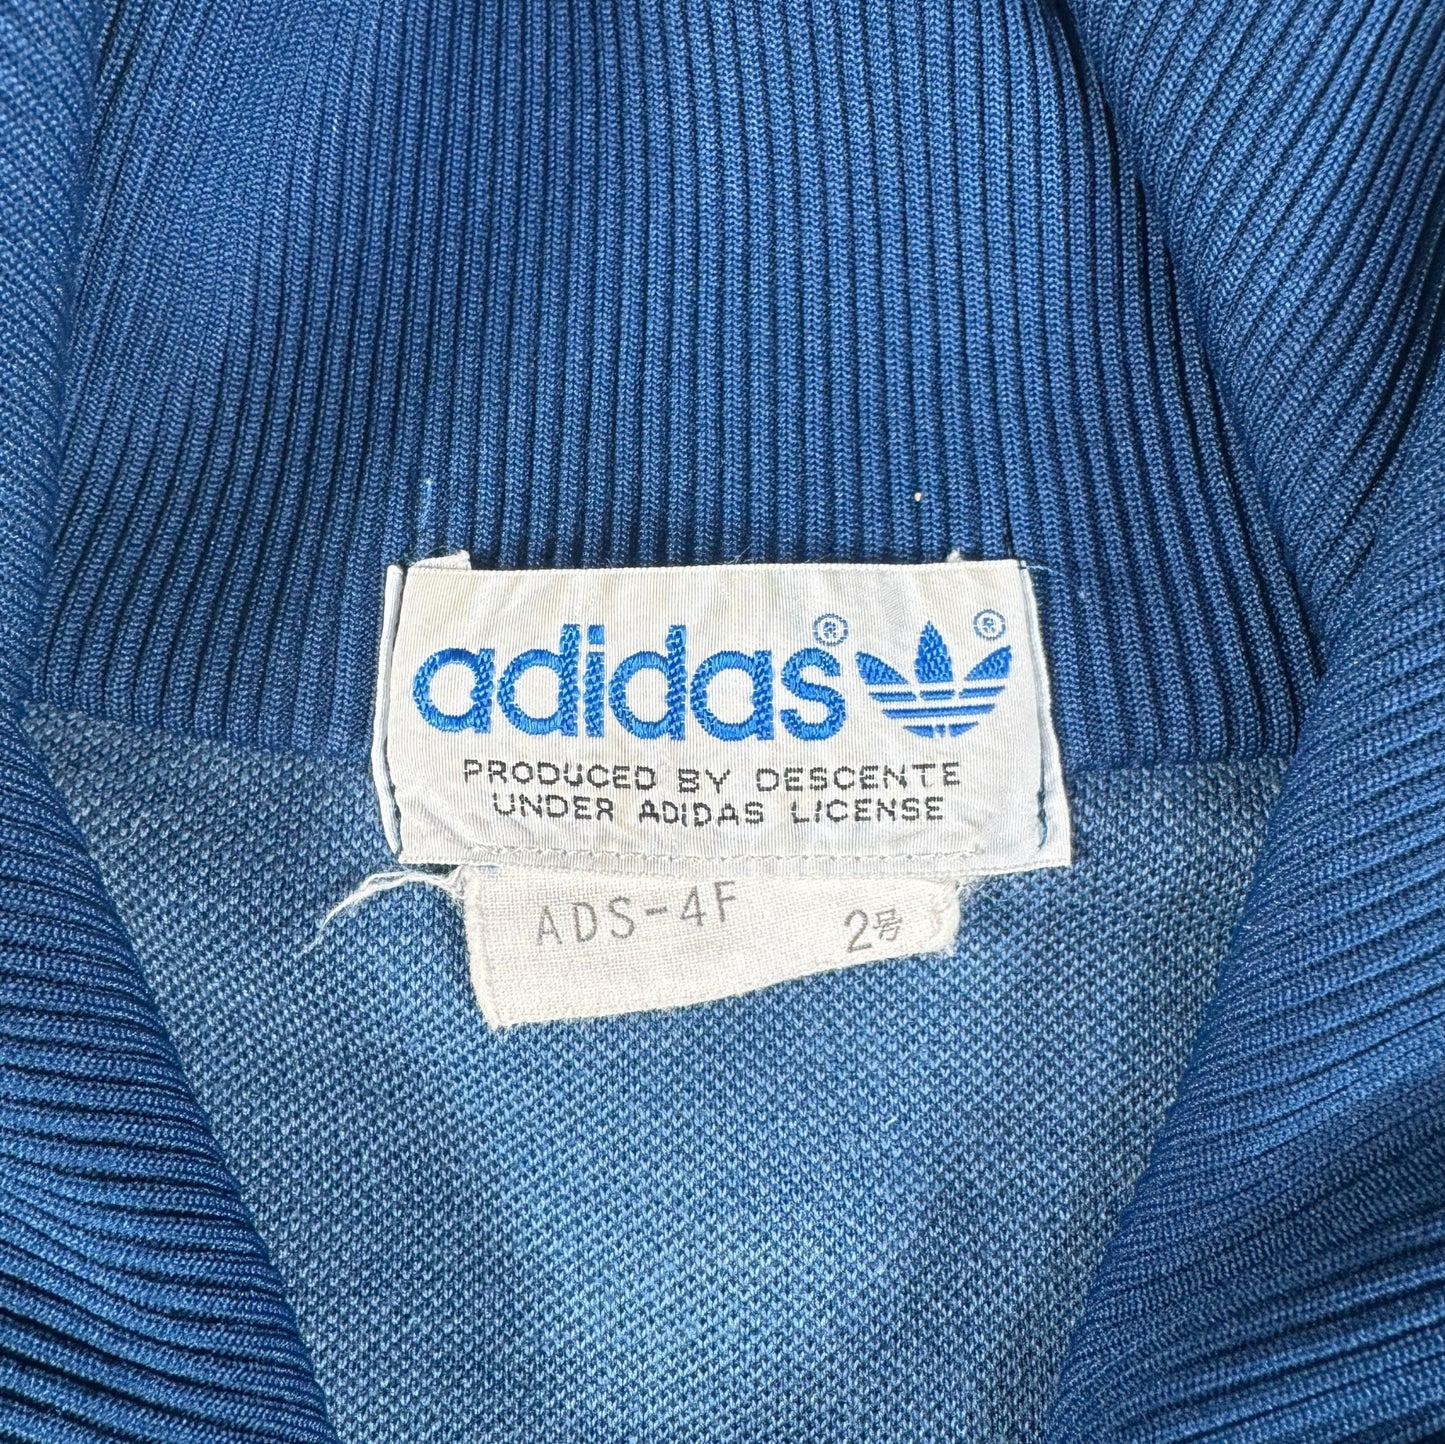 adidas® ®
PRODUCED BY DESCENTE
UNDER ADIDAS LICENSE
ADS-4F 2号